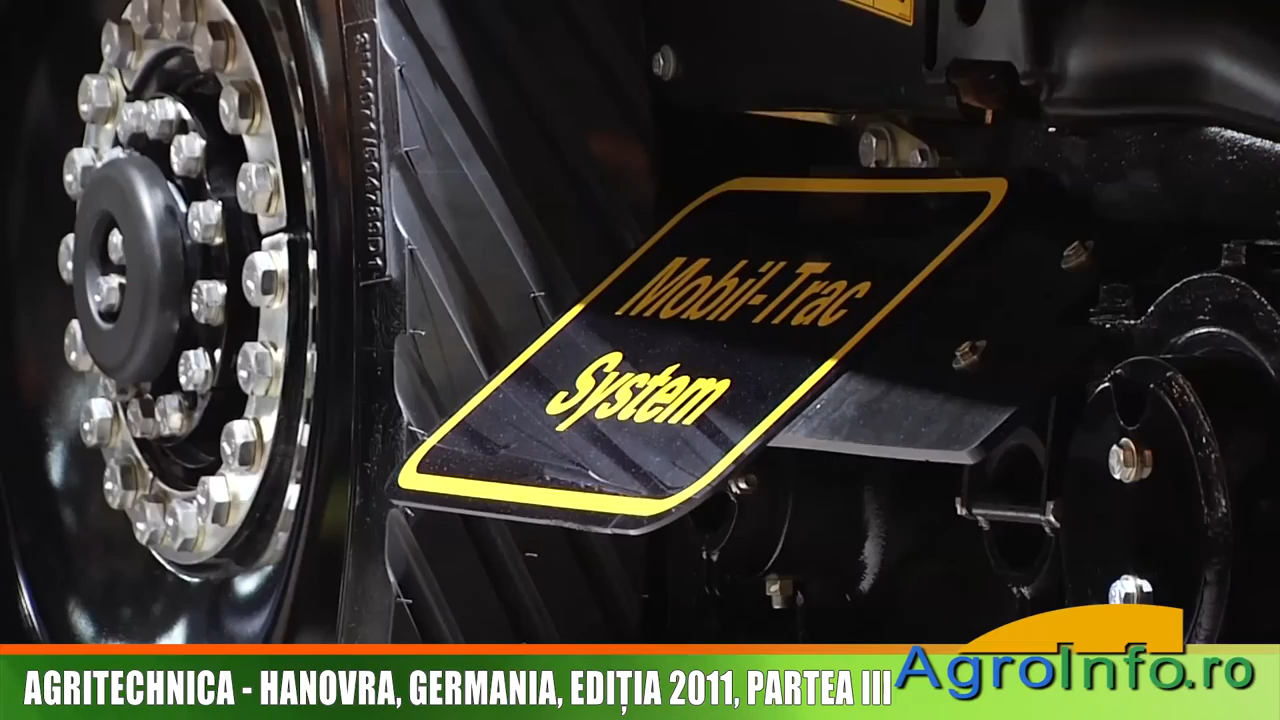 Mobil-Trac
System
AGRITECHNICA - HANOVRA, GERMANIA, EDIȚIA 2011, PARTEA III
AgroInfo.ro